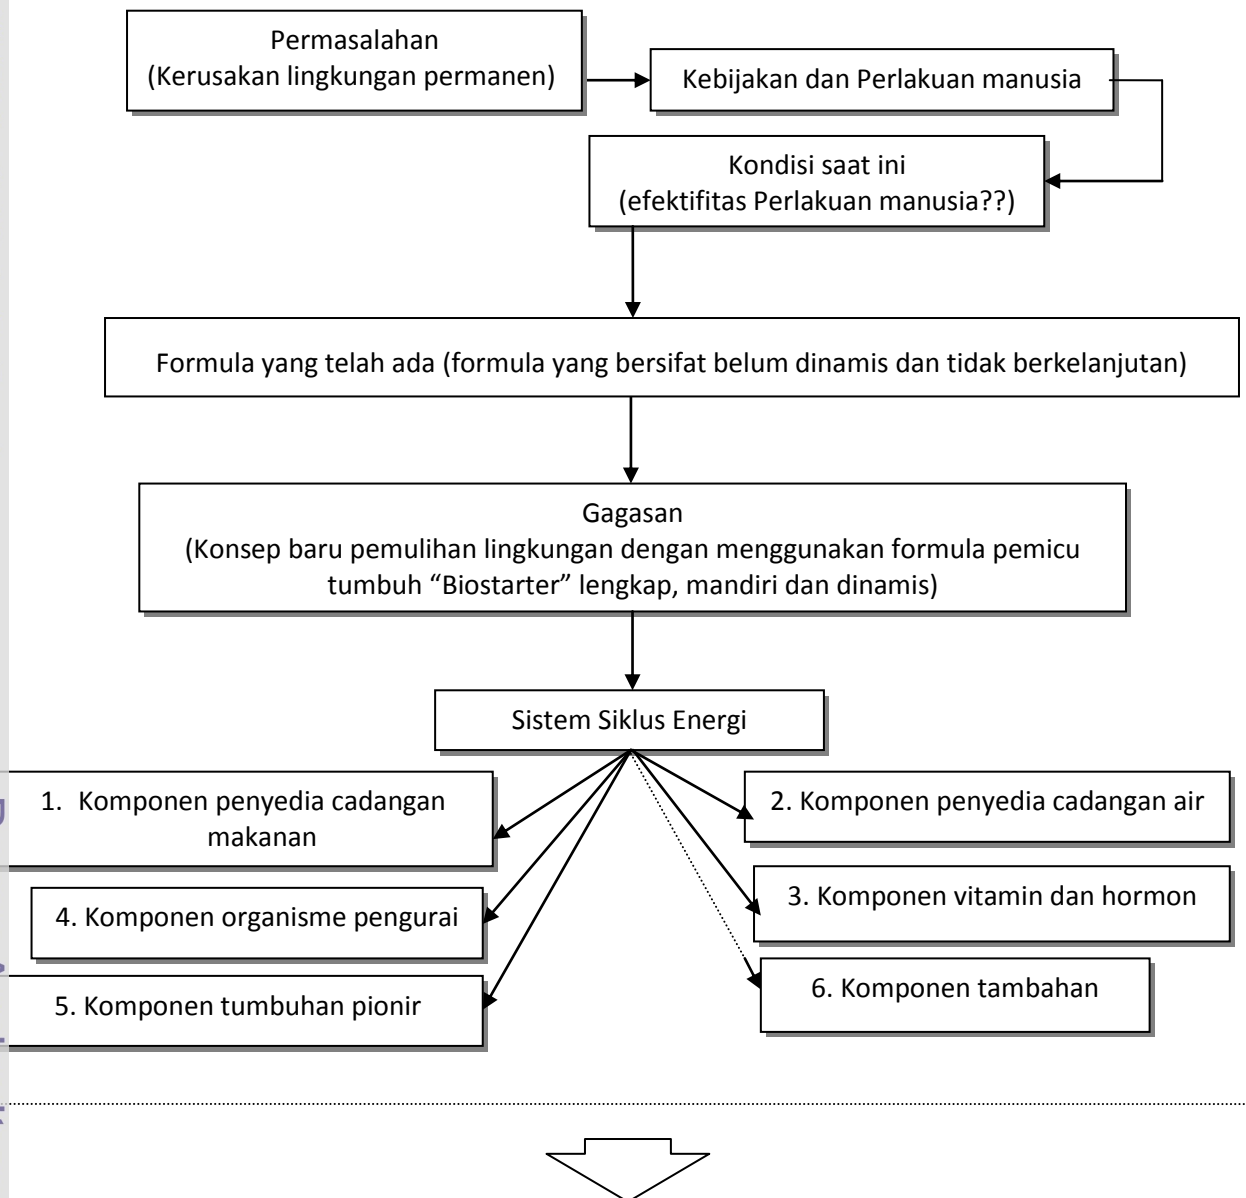 Permasalahan
(Kerusakan lingkungan permanen)
Kebijakan dan Perlakuan manusia
Kondisi saat ini
(efektifitas Perlakuan manusia??)
Formula yang telah ada (formula yang bersifat belum dinamis dan tidak berkelanjutan)
Gagasan
(Konsep baru pemulihan lingkungan dengan menggunakan formula pemicu
tumbuh “Biostarter” lengkap, mandiri dan dinamis)
Sistem Siklus Energi
1. Komponen penyedia cadangan
makanan
2. Komponen penyedia cadangan air
3. Komponen vitamin dan hormon
4. Komponen organisme pengurai
5. Komponen tumbuhan pionir
6. Komponen tambahan